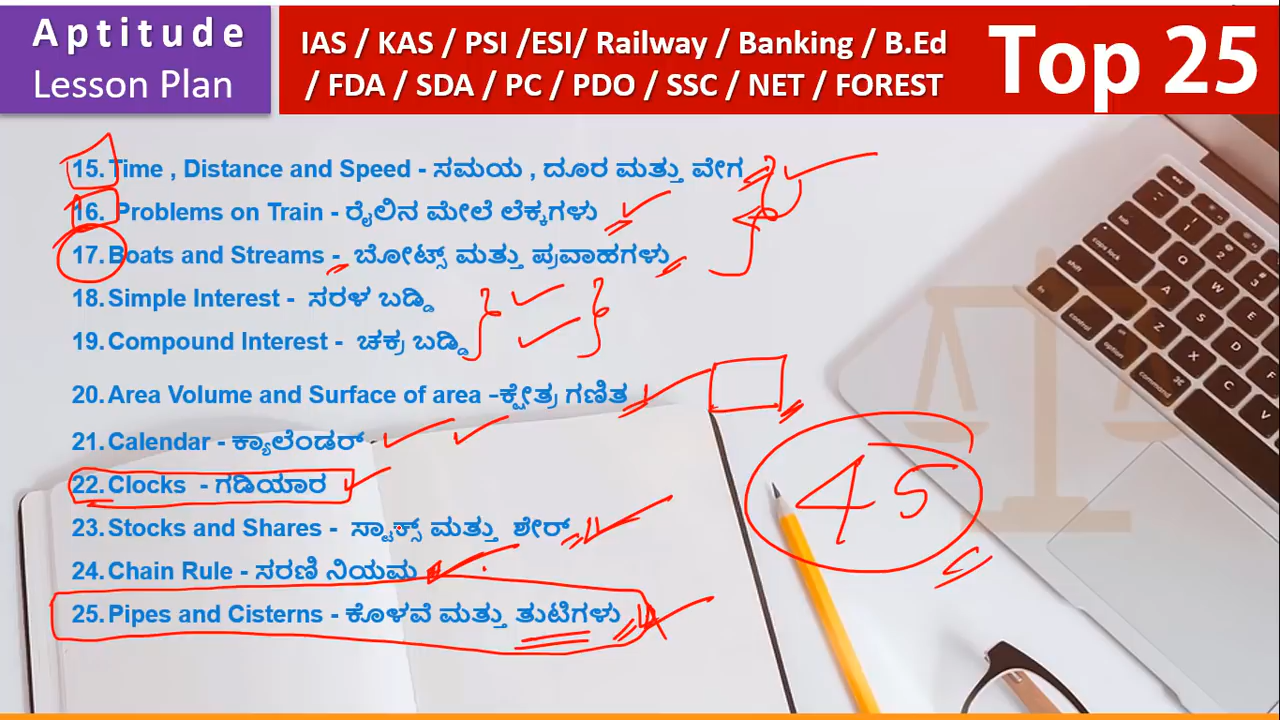 Aptitude
Lesson Plan
IAS / KAS / PSI /ESI/ Railway / Banking / B.Ed
/ FDA / SDA / PC / PDO / SSC / NET / FOREST
Top 25
15. Time , Distance and Speed - ಸಮಯ , ದೂರ ಮತ್ತು ವೇಗ
16. Problems on Train - ರೈಲಿನ ಮೇಲೆ ಲೆಕ್ಕಗಳು
17. Boats and Streams - ಬೋಟ್ಸ್ ಮತ್ತು ಪ್ರವಾಹಗಳು
18. Simple Interest - ಸರಳ ಬಡ್ಡಿ
19. Compound Interest - ಚಕ್ರ ಬಡ್ಡಿ
20. Area Volume and Surface of area -ಕ್ಷೇತ್ರ ಗಣಿತ
21. Calendar - ಕ್ಯಾಲೆಂಡರ್
22. Clocks - ಗಡಿಯಾರ
23. Stocks and Shares - ಸ್ಟಾಕ್ಸ್ ಮತ್ತು ಶೇರ್
24. Chain Rule - ಸರಣಿ ನಿಯಮ
25. Pipes and Cisterns - ಕೊಳವೆ ಮತ್ತು ತುಟಿಗಳು
45